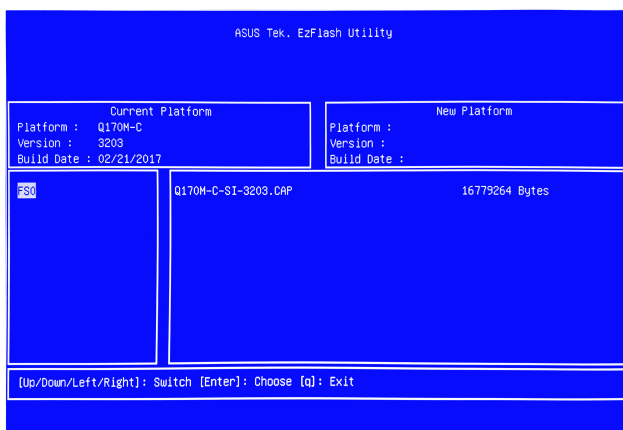 ASUS Tek. EzFlash Utility
Current Platform
Platform : Q170M-C
Version : 3203
Build Date : 02/21/2017
New Platform
Platform :
Version :
Build Date :
FS0
Q170M-C-SI-3203.CAP 16779264 Bytes
[Up/Down/Left/Right]: Switch [Enter]: Choose [q]: Exit